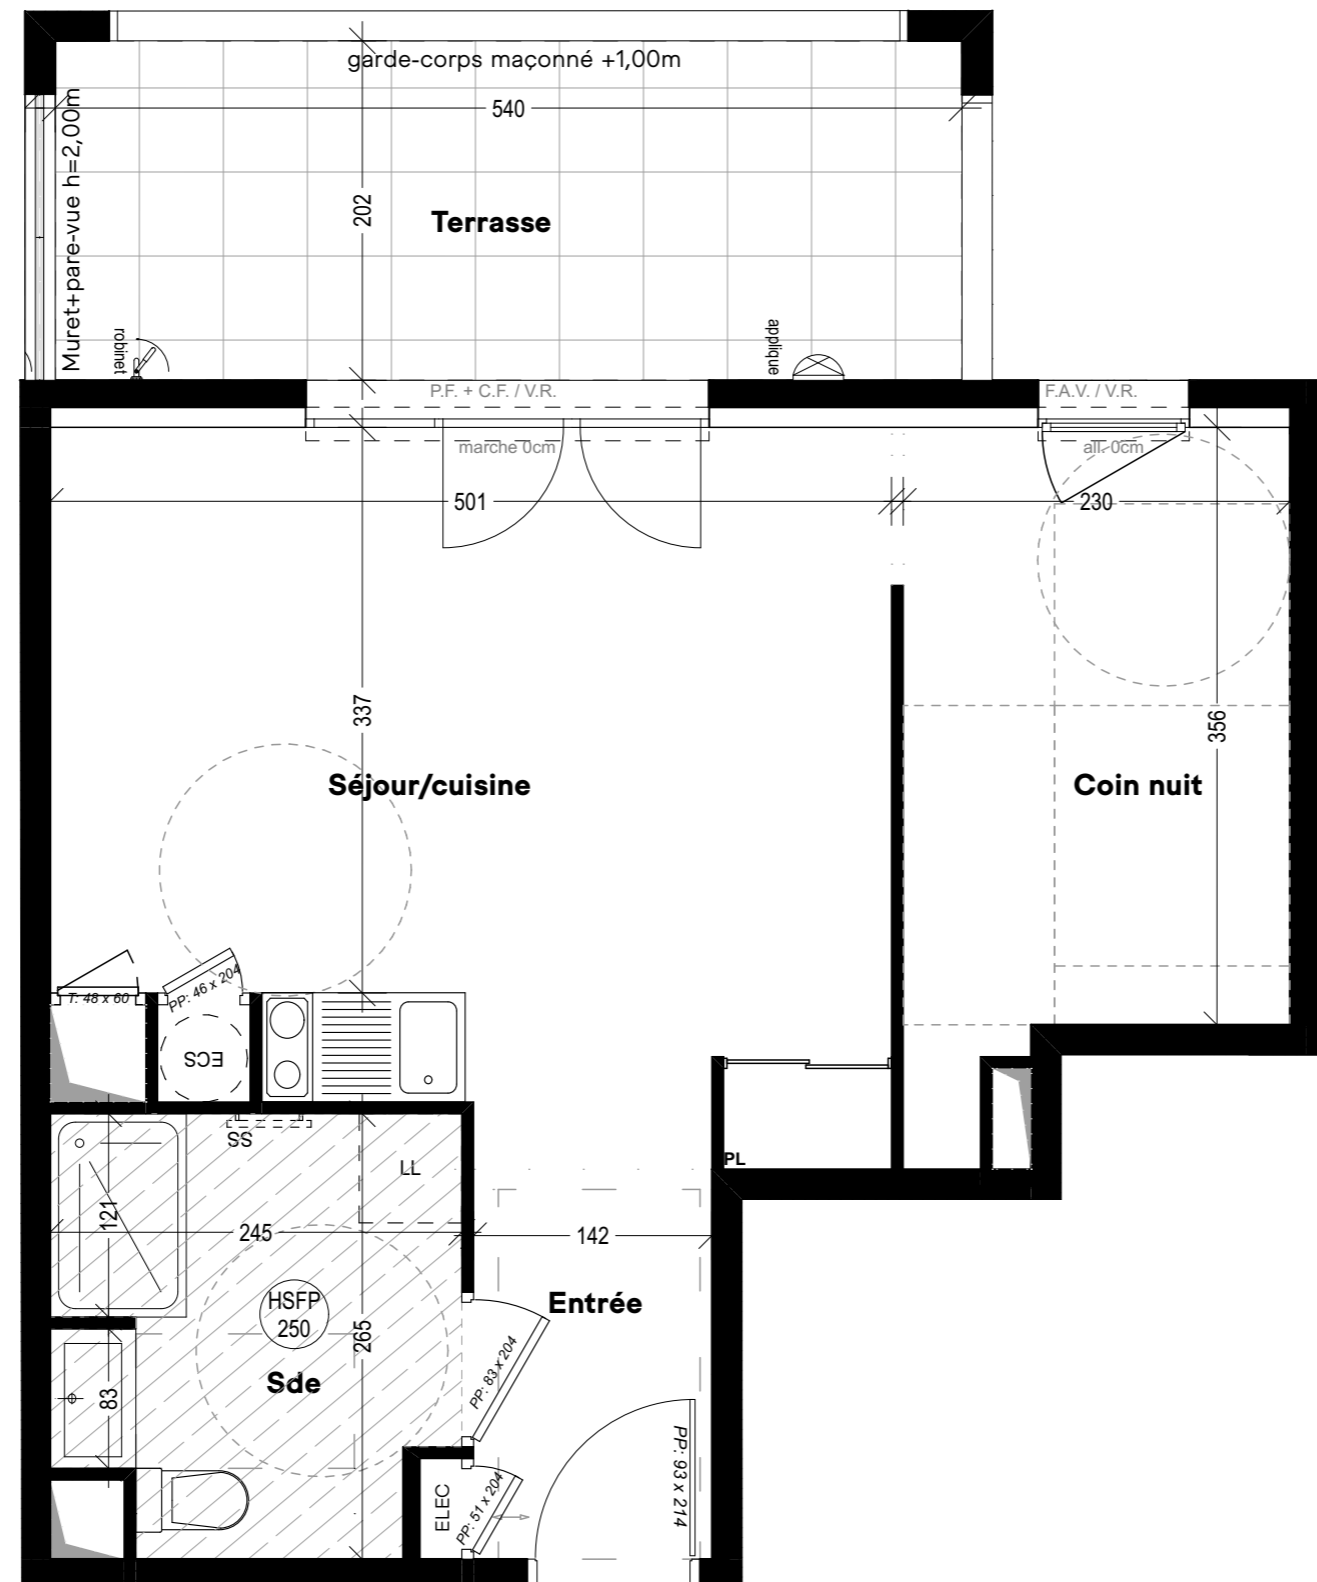 garde-corps maçonné +1,00m
540
Muret+pare-vue h=2,00m
202
Terrasse
robinet
applique
P.F. + C.F. / V.R.
F.A.V. / V.R.
marche 0cm
all. 0cm
501
230
337
356
Séjour/cuisine
Coin nuit
T: 48 x 60
PP: 46 x 204
ECS
SS
LL
PL
121
245
142
HSFP
250
265
Entrée
Sde
83
PP: 83 x 204
PP: 93 x 214
ELEC
PP: 51 x 204